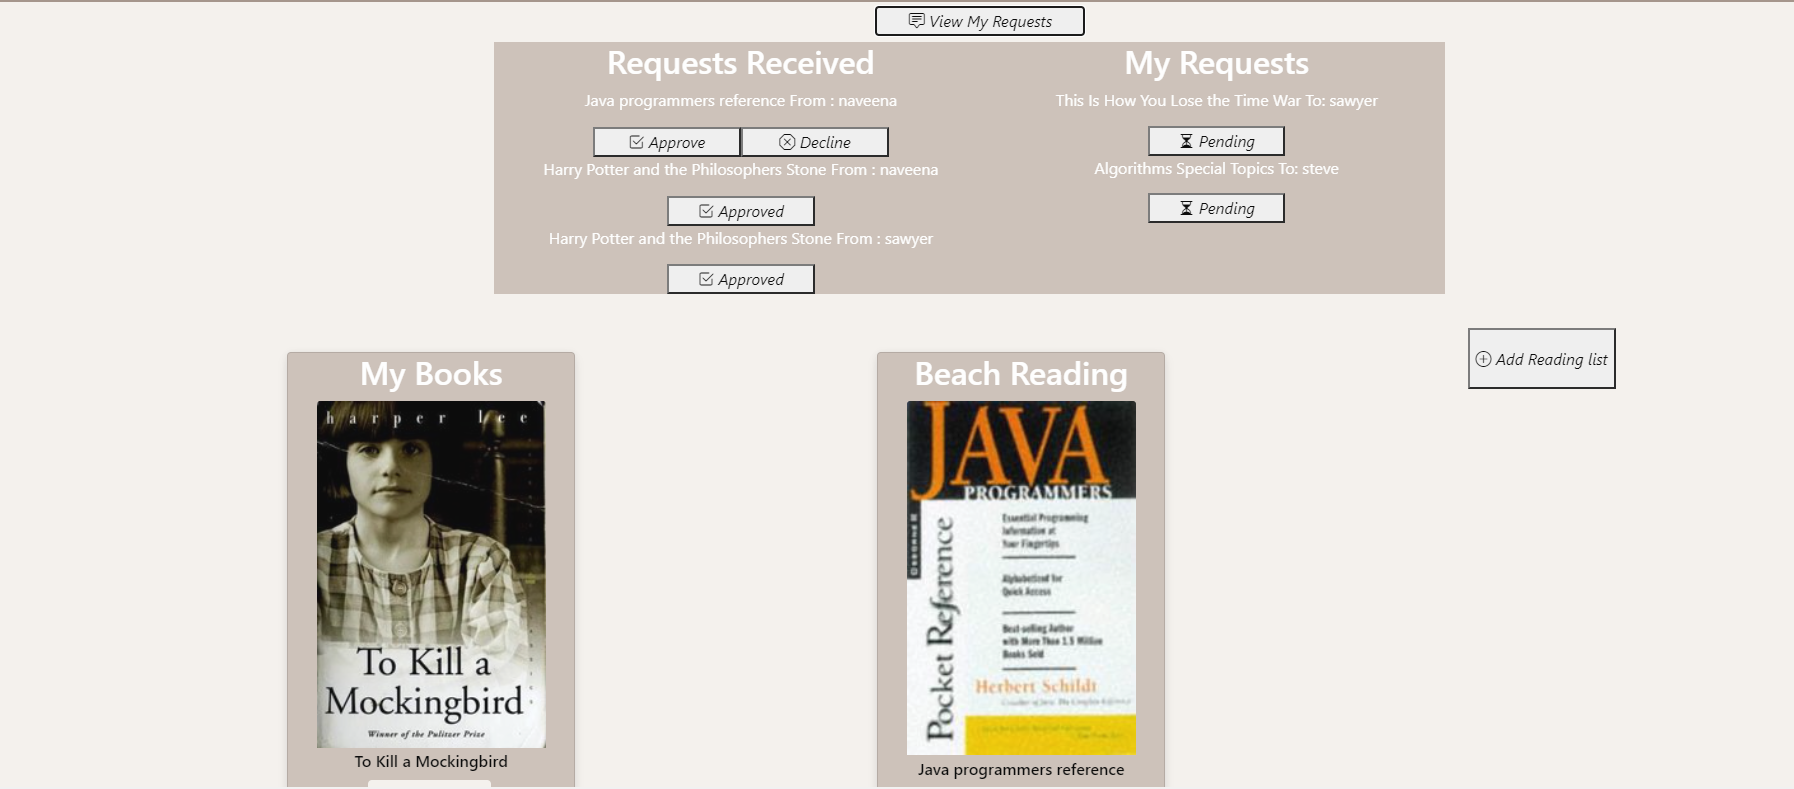 View My Requests
Requests Received
Java programmers reference From : naveena
Approve
Decline
Harry Potter and the Philosophers Stone From : naveena
Approved
Harry Potter and the Philosophers Stone From : sawyer
Approved
My Requests
This Is How You Lose the Time War To: sawyer
Pending
Algorithms Special Topics To: steve
Pending
Add Reading list
My Books
harper lee
To Kill a
Mockingbird
Winner of the Pulitzer Prize
To Kill a Mockingbird
Beach Reading
JAVA
PROGRAMMERS
OSBORNE
Pocket Reference
Essential Programming
Information at
Your Fingertips
Alphabetized for
Quick Access
Best-selling Author
with More Than 1.5 Million
Books Sold
Herbert Schildt
Java programmers reference